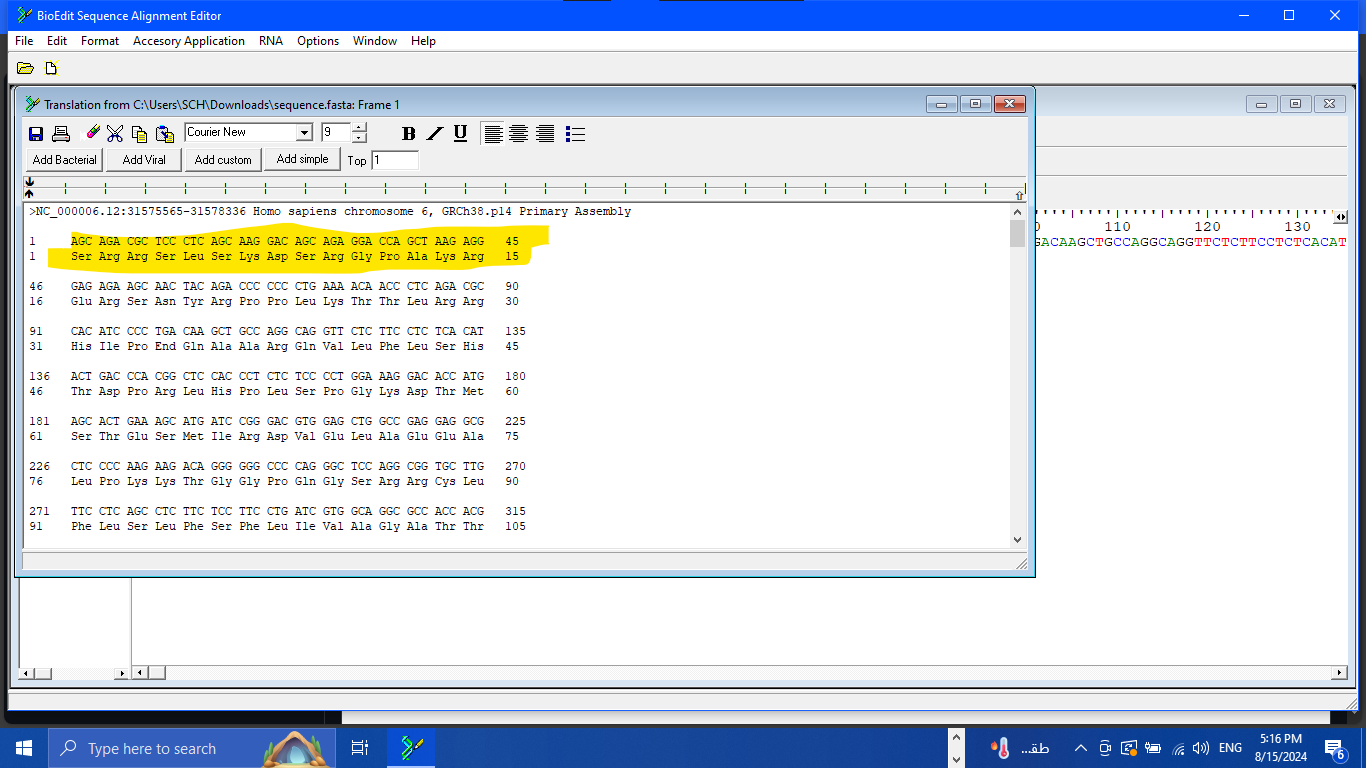 BioEdit Sequence Alignment Editor
File Edit Format Accesory Application RNA Options Window Help
Translation from C:\Users\SCH\Downloads\sequence.fasta: Frame 1
Courier New 9 B I U
Add Bacterial Add Viral Add custom Add simple Top 1
>NC_000006.12:31575565-31578336 Homo sapiens chromosome 6, GRCh38.p14 Primary Assembly
1 AGC AGA CGC TCC CTC AGC AAG GAC AGC AGA GGA CCA GCT AAG AGG 45
1 Ser Arg Arg Ser Leu Ser Lys Asp Ser Arg Gly Pro Ala Lys Arg 15
46 GAG AGA AGC AAC TAC AGA CCC CCC CTG AAA ACA ACC CTC AGA CGC 90
16 Glu Arg Ser Asn Tyr Arg Pro Pro Leu Lys Thr Thr Leu Arg Arg 30
91 CAC ATC CCC TGA CAA GCT GCC AGG CAG GTT CTC TTC CTC TCA CAT 135
31 His Ile Pro End Gln Ala Ala Arg Gln Val Leu Phe Leu Ser His 45
136 ACT GAC CCA CGG CTC CAC CCT CTC TCC CCT GGA AAG GAC ACC ATG 180
46 Thr Asp Pro Arg Leu His Pro Leu Ser Pro Gly Lys Asp Thr Met 60
181 AGC ACT GAA AGC ATG ATC CGG GAC GTG GAG CTG GCC GAG GAG GCG 225
61 Ser Thr Glu Ser Met Ile Arg Asp Val Glu Leu Ala Glu Glu Ala 75
226 CTC CCC AAG AAG ACA GGG GGG CCC CAG GGC TCC AGG CGG TGC TTG 270
76 Leu Pro Lys Lys Thr Gly Gly Pro Gln Gly Ser Arg Arg Cys Leu 90
271 TTC CTC AGC CTC TTC TCC TTC CTG ATC GTG GCA GGC GCC ACC ACG 315
91 Phe Leu Ser Leu Phe Ser Phe Leu Ile Val Ala Gly Ala Thr Thr 105
110 120 130
GACAAGCTGCCAGGCAGGTTCTCTTCCTCTCACAT
Type here to search
طقـ... ENG 5:16 PM
8/15/2024
6